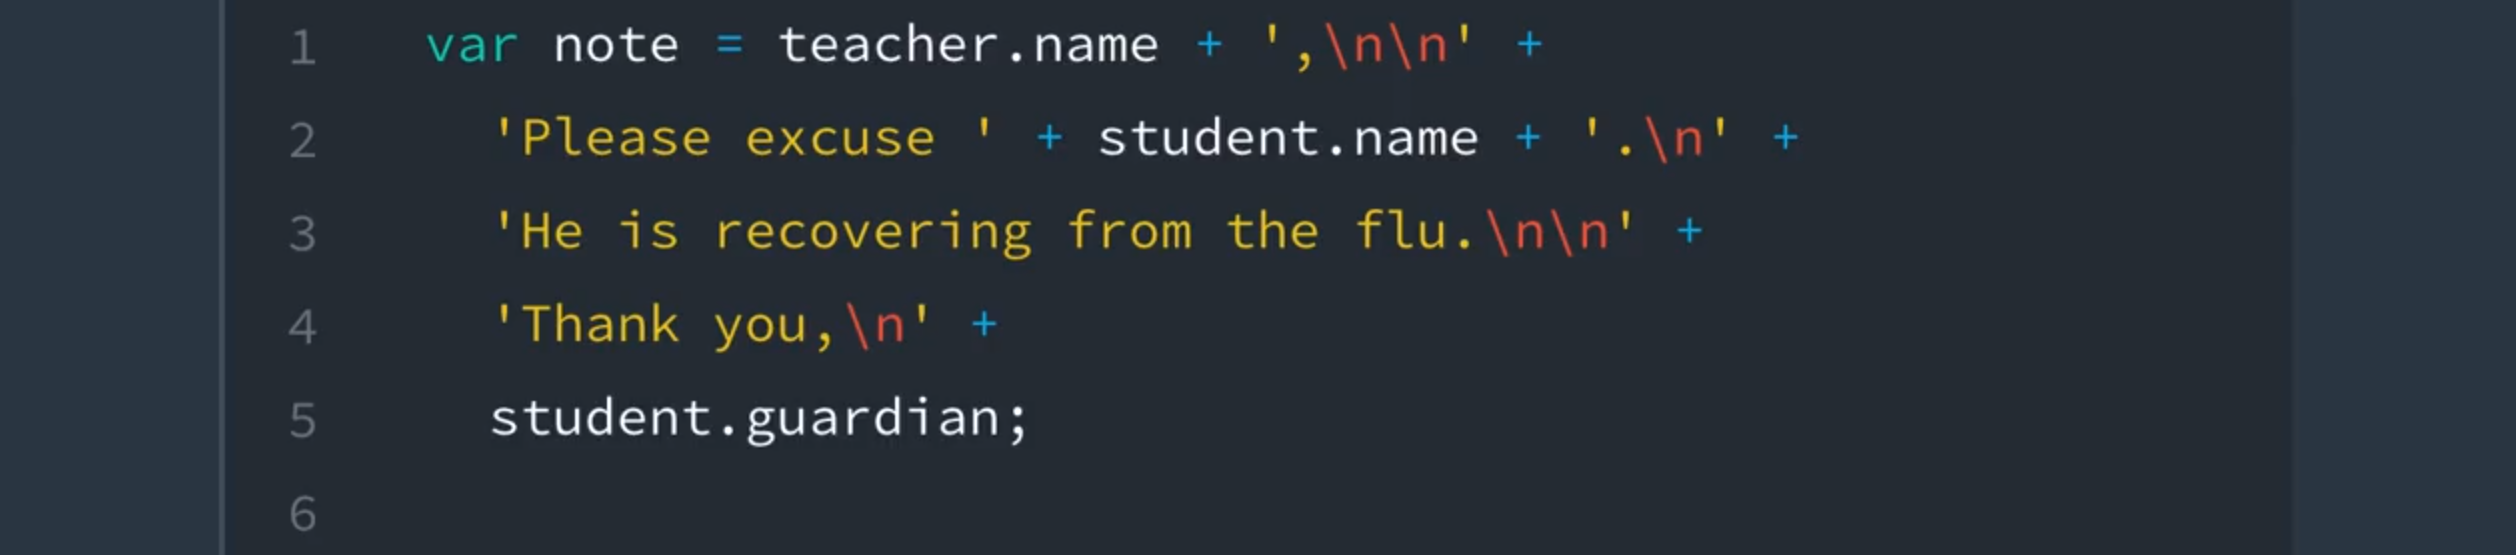 1 var note = teacher.name + ',\n\n' +
2 'Please excuse ' + student.name + '.\n' +
3 'He is recovering from the flu.\n\n' +
4 'Thank you,\n' +
5 student.guardian;
6